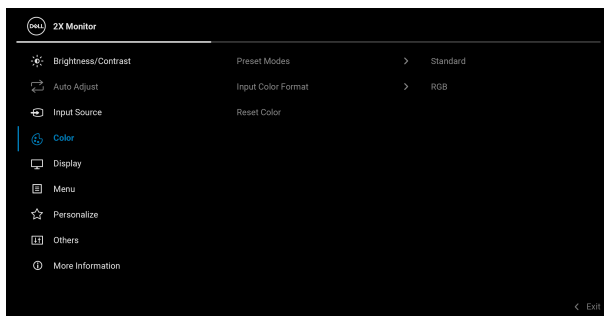 DELL 2X Monitor
Brightness/Contrast Preset Modes > Standard
Auto Adjust Input Color Format > RGB
Input Source Reset Color
Color
Display
Menu
Personalize
Others
More Information
< Exit